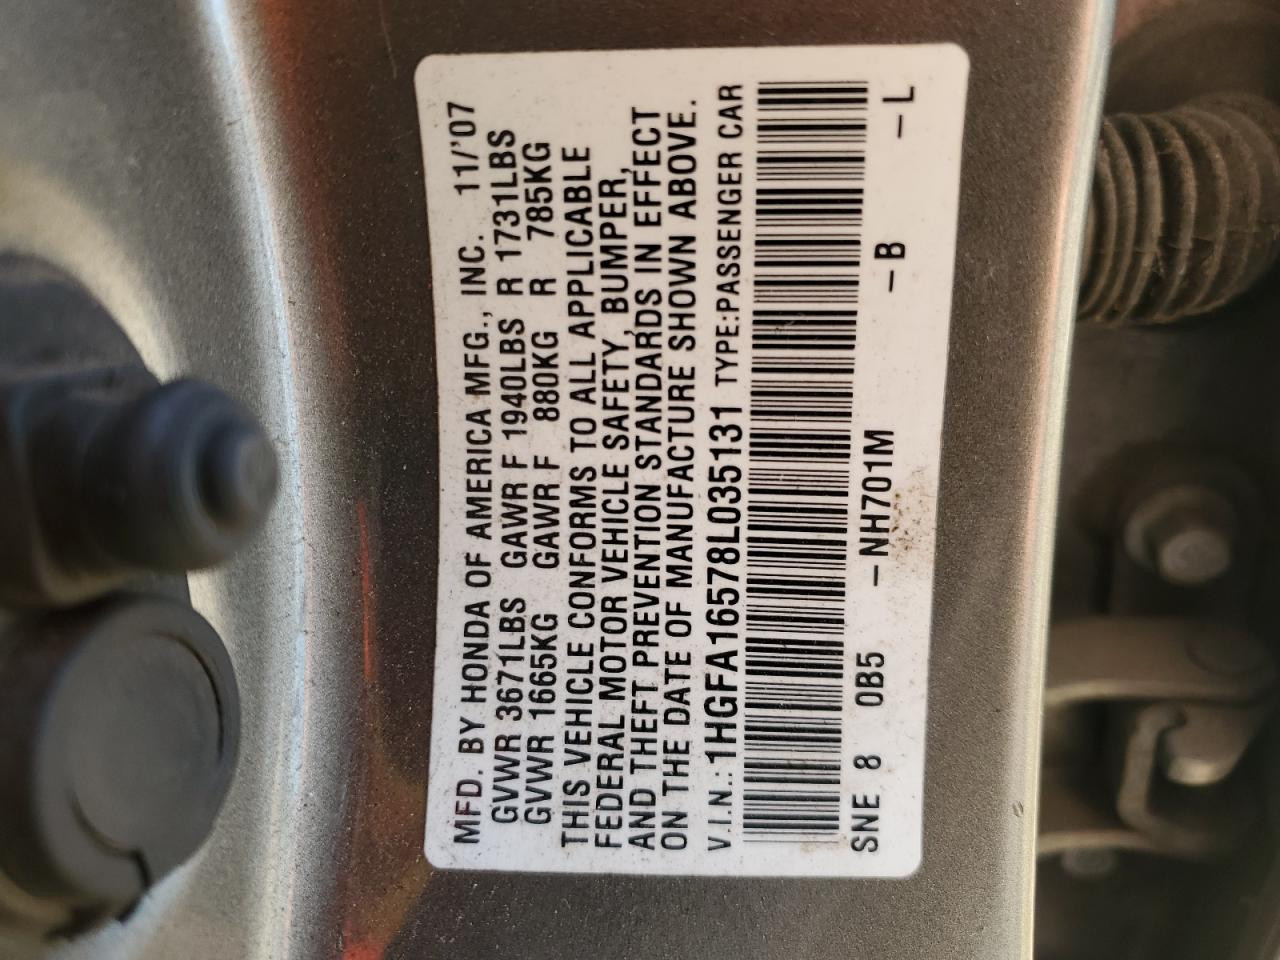 MFD. BY HONDA OF AMERICA MFG., INC. 11/'07
GVWR 3671LBS GAWR F 1940LBS R 1731LBS
GVWR 1665KG GAWR F 880KG R 785KG
THIS VEHICLE CONFORMS TO ALL APPLICABLE
FEDERAL MOTOR VEHICLE SAFETY, BUMPER,
AND THEFT PREVENTION STANDARDS IN EFFECT
ON THE DATE OF MANUFACTURE SHOWN ABOVE.
V.I.N.: 1HGFA16578L035131 TYPE:PASSENGER CAR
SNE 8 0B5 -NH701M -B -L